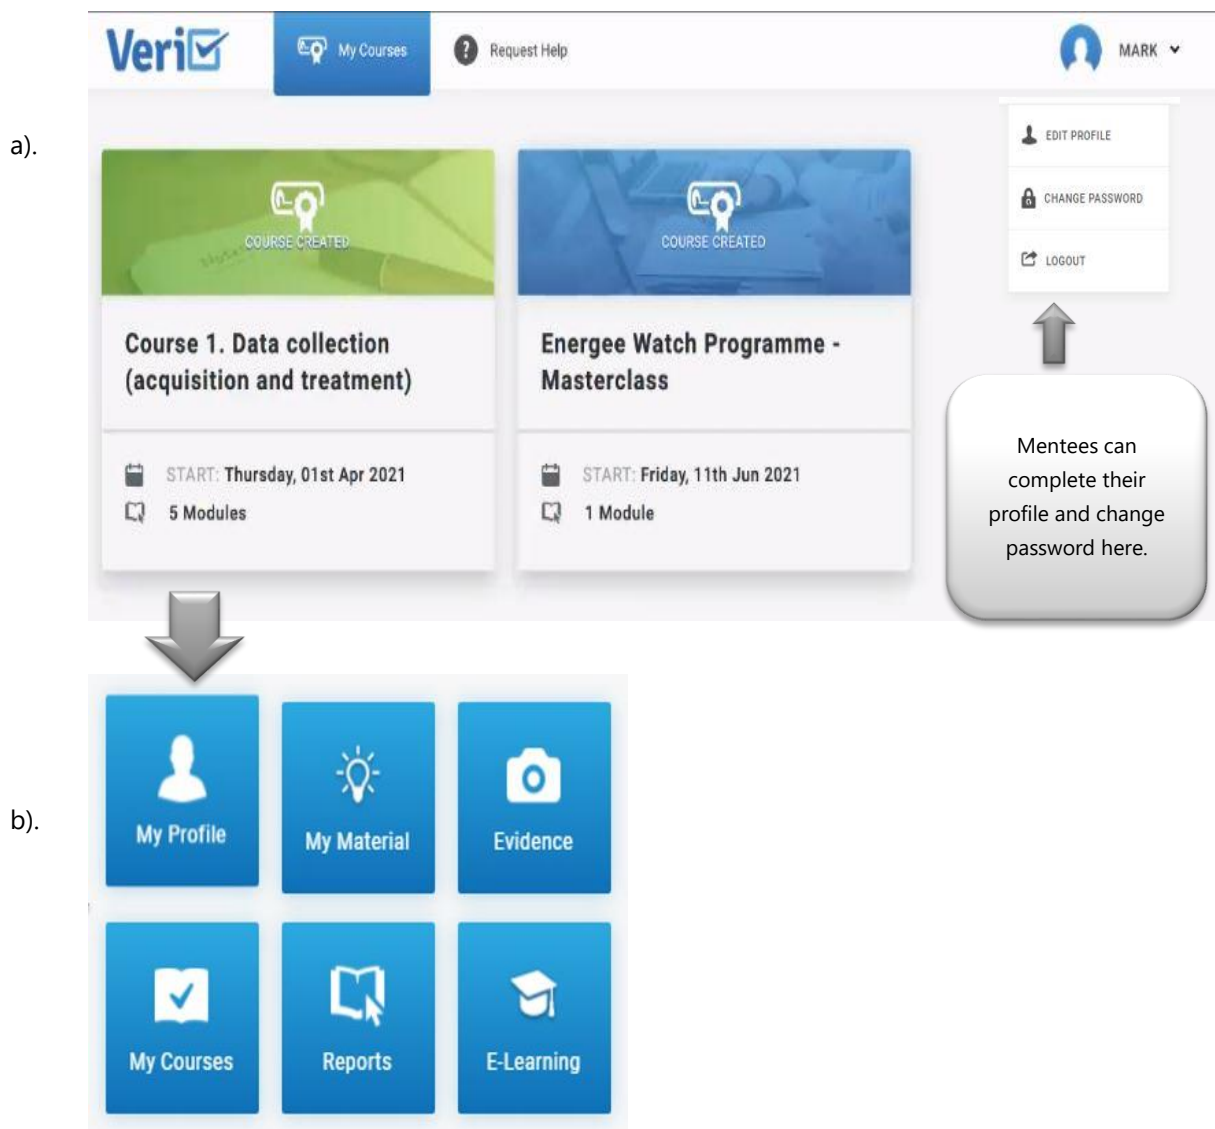 Veri
My Courses
Request Help
MARK
a).
EDIT PROFILE
CHANGE PASSWORD
LOGOUT
COURSE CREATED
COURSE CREATED
Course 1. Data collection
(acquisition and treatment)
Energee Watch Programme -
Masterclass
START: Thursday, 01st Apr 2021
5 Modules
START: Friday, 11th Jun 2021
1 Module
Mentees can
complete their
profile and change
password here.
b).
My Profile
My Material
Evidence
My Courses
Reports
E-Learning